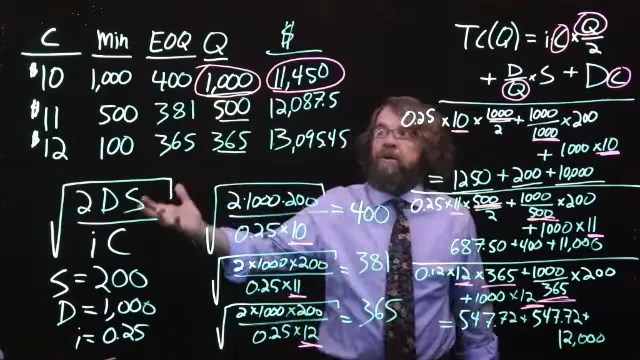 C Min EOQ Q $
$10 1,000 400 1,000 11,450
$11 500 381 500 12,087.5
$12 100 365 365 13,095.45
√(2DS / iC)
S = 200
D = 1,000
i = 0.25
√(2·1000·200 / 0.25 × 10) = 400
√(2×1000×200 / 0.25 × 11) = 381
√(2×1000×200 / 0.25 × 12) = 365
TC(Q) = iC × Q/2
+ D/Q × S + DC
0.25 × 10 × 1000/2 + 1000/1000 × 200
+ 1000 × 10
= 1250 + 200 + 10,000
0.25 × 11 × 500/2 + 1000/500 × 200
+ 1000 × 11
687.50 + 400 + 11,000
0.12 × 12 × 365 + 1000/365 × 200
+ 1000 × 12
= 547.72 + 547.72 +
12,000